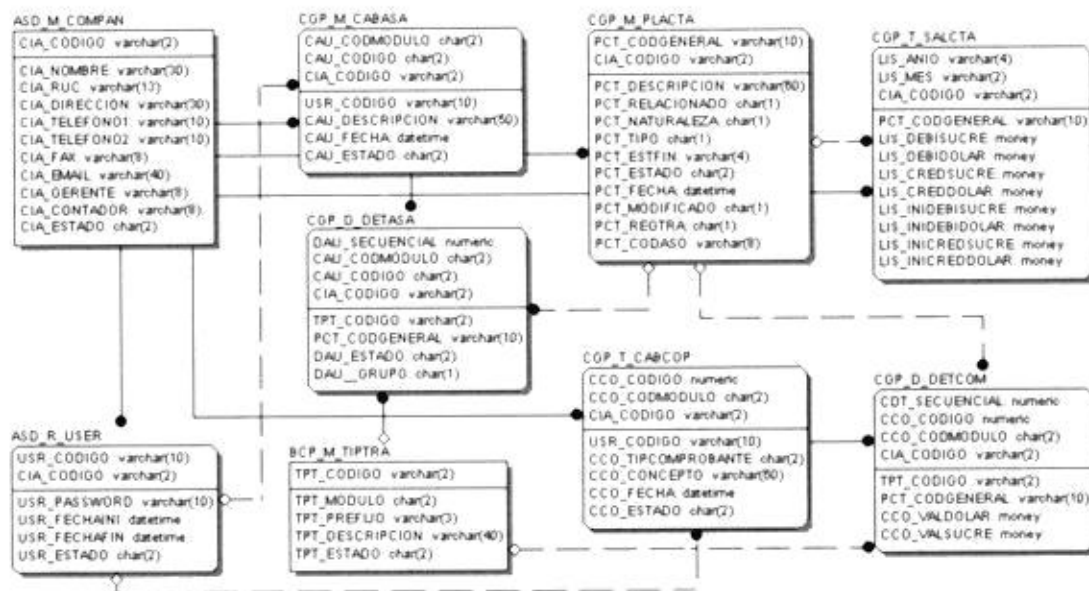 ASD_M_COMPAN
CIA_CODIGO varchar(2)
CIA_NOMBRE varchar(30)
CIA_RUC varchar(13)
CIA_DIRECCION varchar(30)
CIA_TELEFONO1 varchar(10)
CIA_TELEFONO2 varchar(10)
CIA_FAX varchar(8)
CIA_EMAIL varchar(40)
CIA_GERENTE varchar(8)
CIA_CONTADOR varchar(8)
CIA_ESTADO char(2)
CGP_M_CABASA
CAU_CODMODULO char(2)
CAU_CODIGO char(2)
CIA_CODIGO varchar(2)
USR_CODIGO varchar(10)
CAU_DESCRIPCION varchar(50)
CAU_FECHA datetime
CAU_ESTADO char(2)
CGP_M_PLACTA
PCT_CODGENERAL varchar(10)
CIA_CODIGO varchar(2)
PCT_DESCRIPCION varchar(60)
PCT_RELACIONADO char(1)
PCT_NATURALEZA char(1)
PCT_TIPO char(1)
PCT_ESTFIN varchar(4)
PCT_ESTADO char(2)
PCT_FECHA datetime
PCT_MODIFICADO char(1)
PCT_REGTRA char(1)
PCT_CODASO varchar(8)
CGP_T_SALCTA
LIS_ANIO varchar(4)
LIS_MES varchar(2)
CIA_CODIGO varchar(2)
PCT_CODGENERAL varchar(10)
LIS_DEBISUCRE money
LIS_DEBIDOLAR money
LIS_CREDSUCRE money
LIS_CREDDOLAR money
LIS_INIDEBISUCRE money
LIS_INIDEBIDOLAR money
LIS_INICREDSUCRE money
LIS_INICREDDOLAR money
CGP_D_DETASA
DAU_SECUENCIAL numeric
CAU_CODMODULO char(2)
CAU_CODIGO char(2)
CIA_CODIGO varchar(2)
TPT_CODIGO varchar(2)
PCT_CODGENERAL varchar(10)
DAU_ESTADO char(2)
DAU__GRUPO char(1)
CGP_T_CABCOP
CCO_CODIGO numeric
CCO_CODMODULO char(2)
CIA_CODIGO varchar(2)
USR_CODIGO varchar(10)
CCO_TIPCOMPROBANTE char(2)
CCO_CONCEPTO varchar(60)
CCO_FECHA datetime
CCO_ESTADO char(2)
CGP_D_DETCOM
CDT_SECUENCIAL numeric
CCO_CODIGO numeric
CCO_CODMODULO char(2)
CIA_CODIGO varchar(2)
TPT_CODIGO varchar(2)
PCT_CODGENERAL varchar(10)
CCO_VALDOLAR money
CCO_VALSUCRE money
ASD_R_USER
USR_CODIGO varchar(10)
CIA_CODIGO varchar(2)
USR_PASSWORD varchar(10)
USR_FECHAINI datetime
USR_FECHAFIN datetime
USR_ESTADO char(2)
BCP_M_TIPTRA
TPT_CODIGO varchar(2)
TPT_MODULO char(2)
TPT_PREFIJO varchar(3)
TPT_DESCRIPCION varchar(40)
TPT_ESTADO char(2)